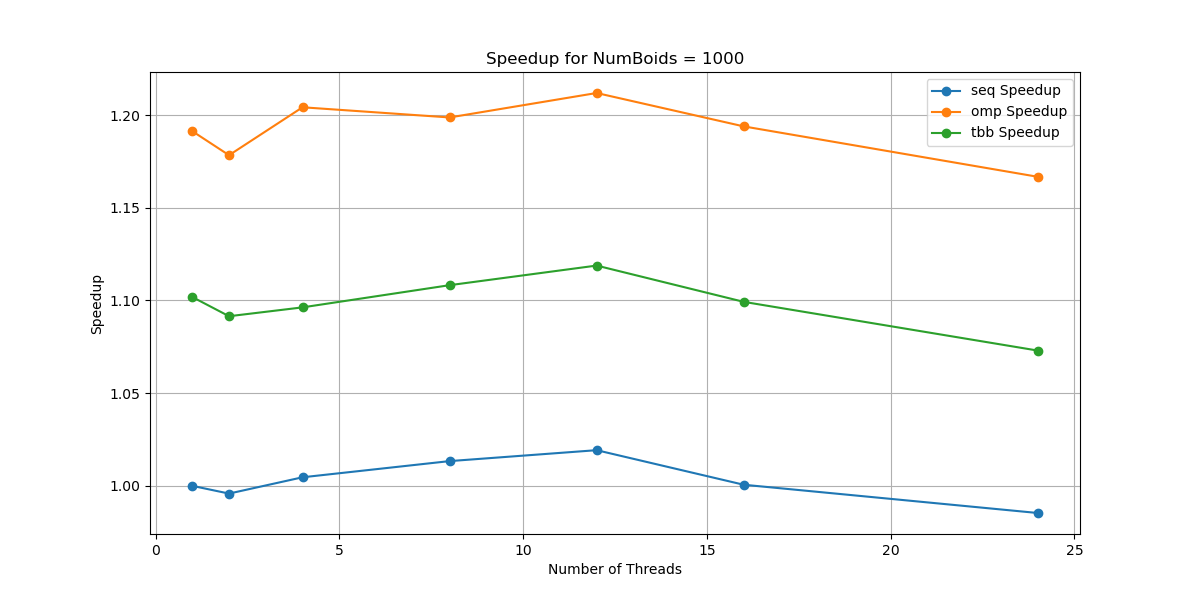 Speedup for NumBoids = 1000
seq Speedup
omp Speedup
tbb Speedup
1.20
1.15
1.10
1.05
1.00
Speedup
0 5 10 15 20 25
Number of Threads